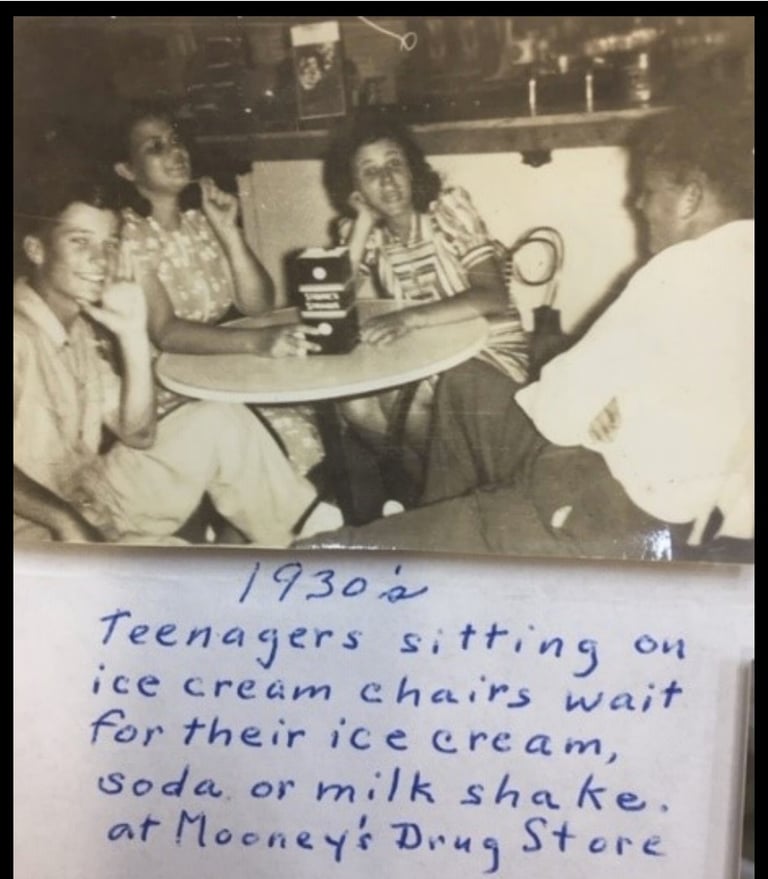 1930's
Teenagers sitting on
ice cream chairs wait
for their ice cream,
soda or milk shake.
at Mooney's Drug Store